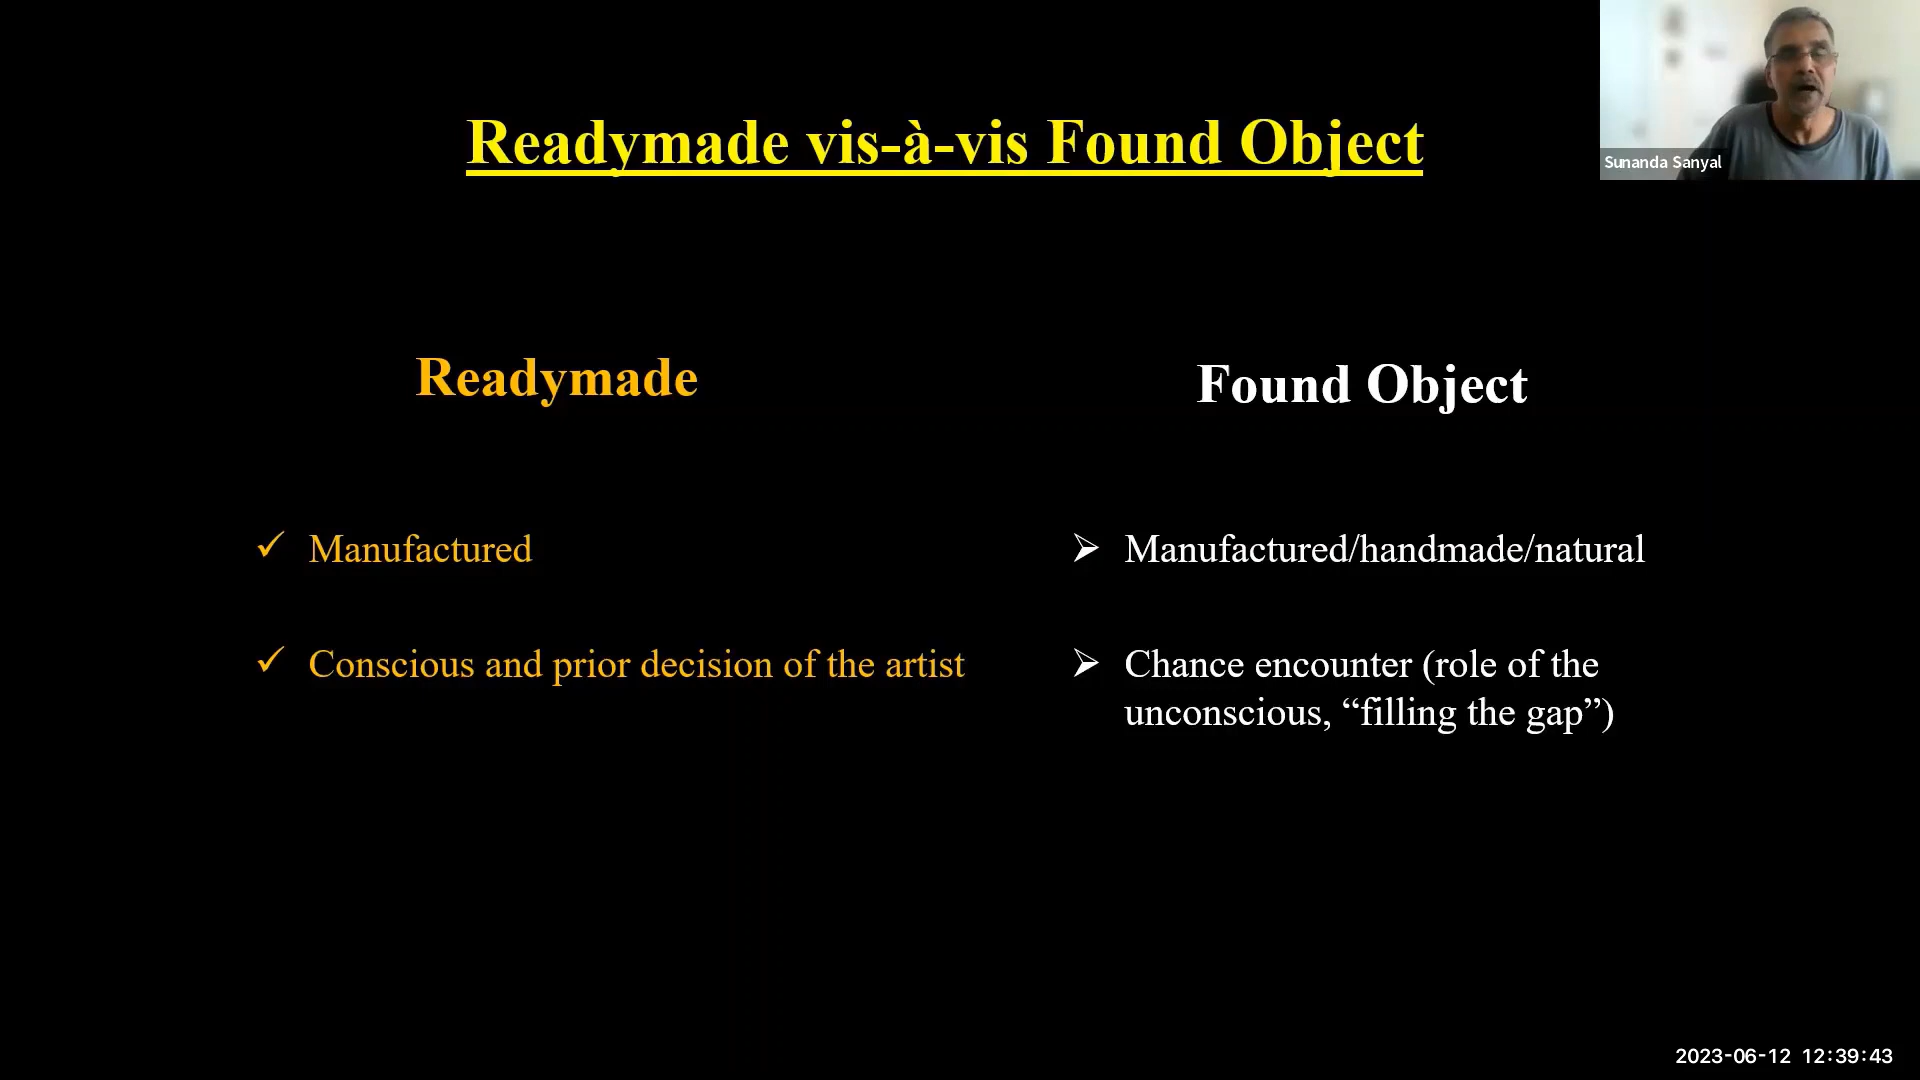 Readymade vis-à-vis Found Object
Sunanda Sanyal
Readymade
Found Object
✓ Manufactured
✓ Conscious and prior decision of the artist
➢ Manufactured/handmade/natural
➢ Chance encounter (role of the
unconscious, “filling the gap”)
2023-06-12 12:39:43